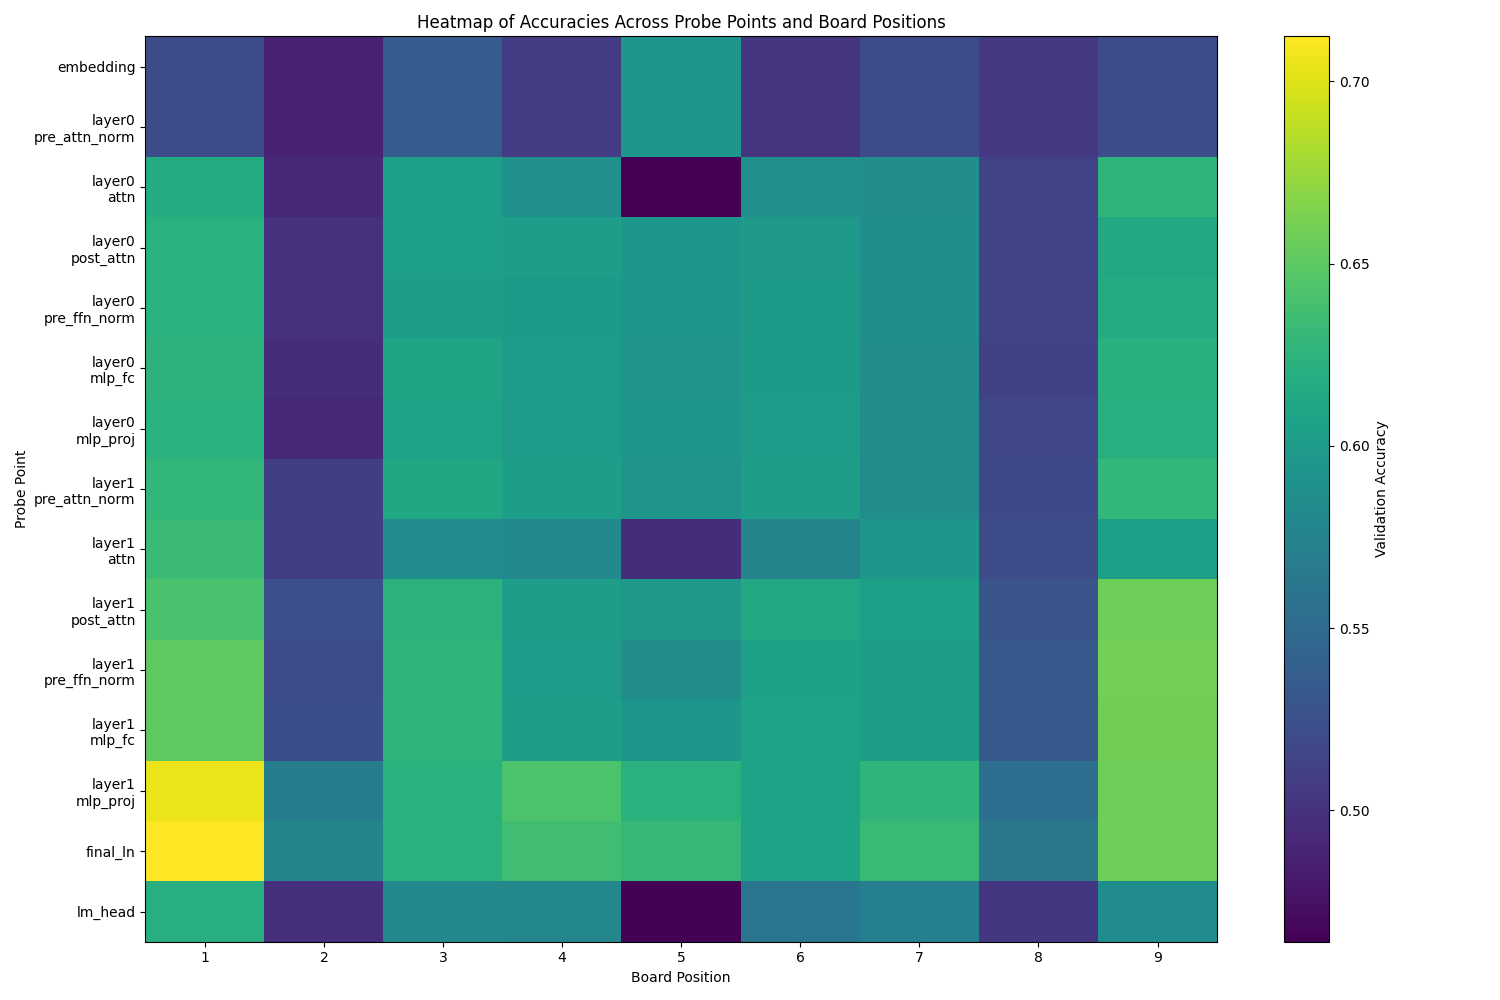 Heatmap of Accuracies Across Probe Points and Board Positions
Probe Point
embedding
layer0
pre_attn_norm
layer0
attn
layer0
post_attn
layer0
pre_ffn_norm
layer0
mlp_fc
layer0
mlp_proj
layer1
pre_attn_norm
layer1
attn
layer1
post_attn
layer1
pre_ffn_norm
layer1
mlp_fc
layer1
mlp_proj
final_ln
lm_head
1 2 3 4 5 6 7 8 9
Board Position
0.70
0.65
0.60
0.55
0.50
Validation Accuracy